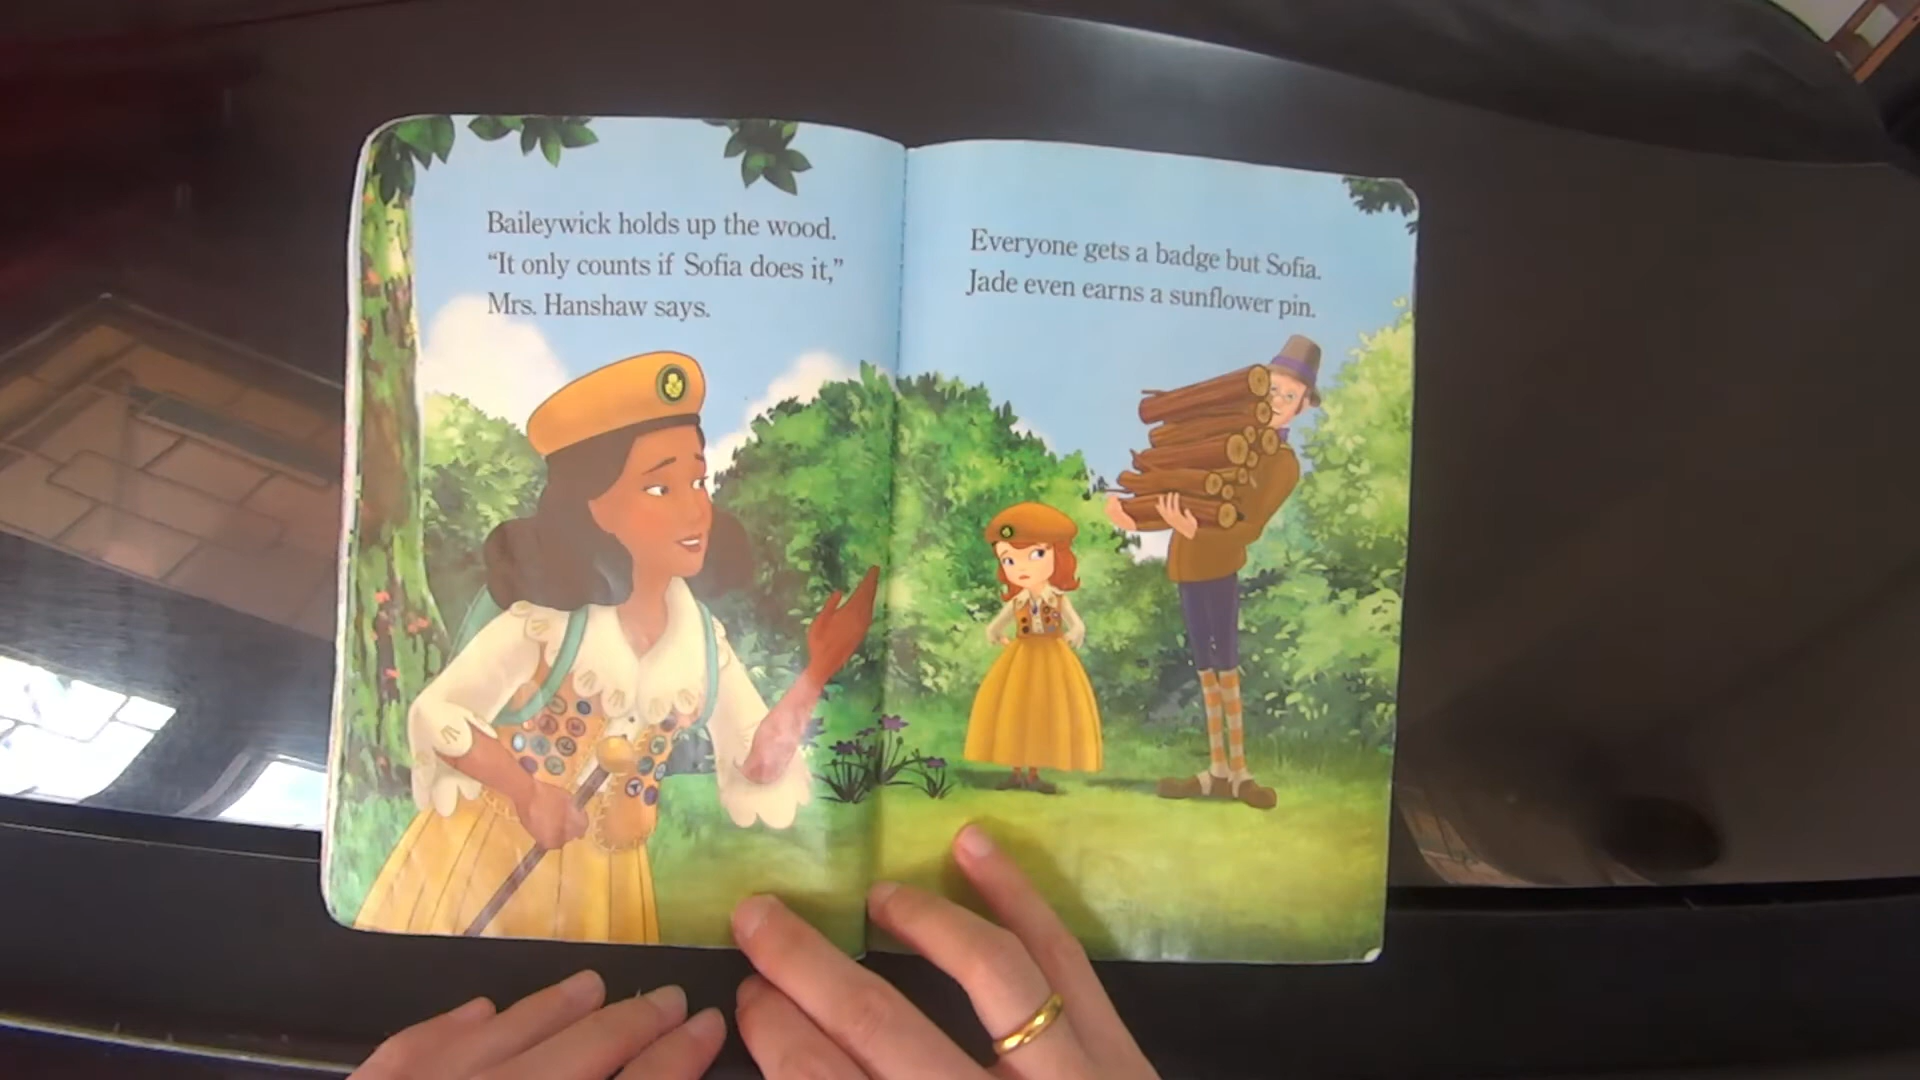 Baileywick holds up the wood.
“It only counts if Sofia does it,”
Mrs. Hanshaw says.
Everyone gets a badge but Sofia.
Jade even earns a sunflower pin.